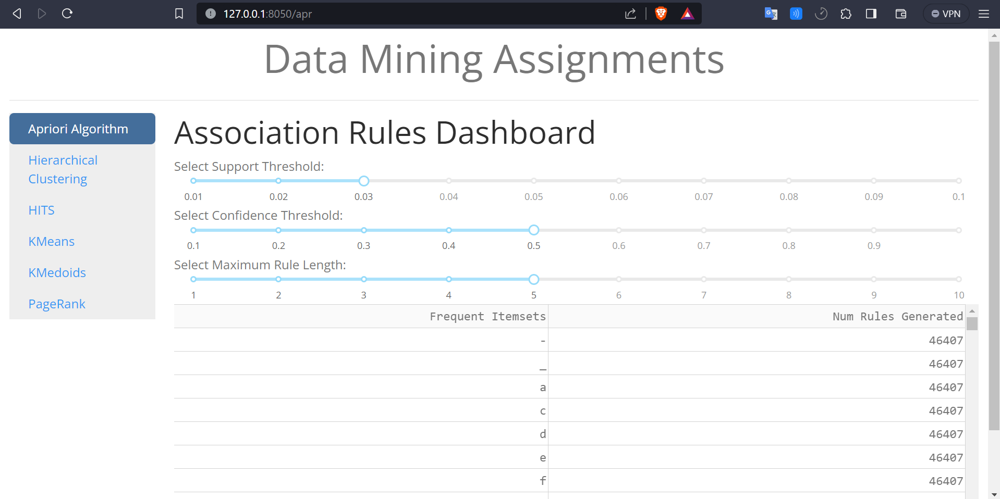 127.0.0.1:8050/apr
VPN
Data Mining Assignments
Apriori Algorithm
Hierarchical
Clustering
HITS
KMeans
KMedoids
PageRank
Association Rules Dashboard
Select Support Threshold:
0.01 0.02 0.03 0.04 0.05 0.06 0.07 0.08 0.09 0.1
Select Confidence Threshold:
0.1 0.2 0.3 0.4 0.5 0.6 0.7 0.8 0.9
Select Maximum Rule Length:
1 2 3 4 5 6 7 8 9 10
Frequent Itemsets Num Rules Generated
- 46407
_ 46407
a 46407
c 46407
d 46407
e 46407
f 46407